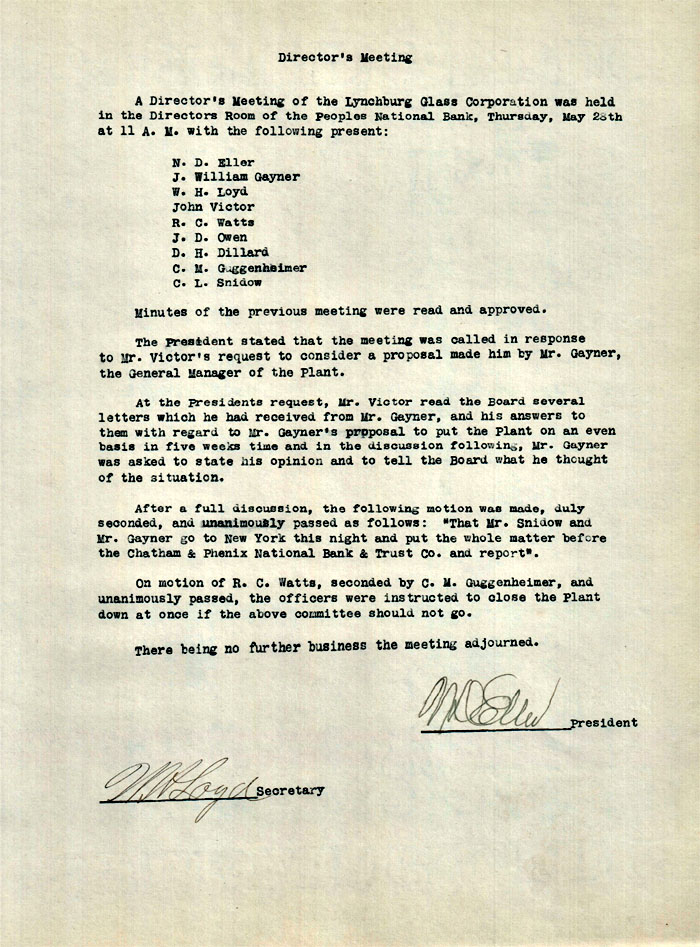 Director's Meeting
A Director's Meeting of the Lynchburg Glass Corporation was held
in the Directors Room of the Peoples National Bank, Thursday, May 28th
at 11 A. M. with the following present:
N. D. Eller
J. William Gayner
W. H. Loyd
John Victor
R. C. Watts
J. D. Owen
D. H. Dillard
C. M. Guggenheimer
C. L. Snidow
Minutes of the previous meeting were read and approved.
The President stated that the meeting was called in response
to Mr. Victor's request to consider a proposal made him by Mr. Gayner,
the General Manager of the Plant.
At the Presidents request, Mr. Victor read the Board several
letters which he had received from Mr. Gayner, and his answers to
them with regard to Mr. Gayner's proposal to put the Plant on an even
basis in five weeks time and in the discussion following, Mr. Gayner
was asked to state his opinion and to tell the Board what he thought
of the situation.
After a full discussion, the following motion was made, duly
seconded, and unanimously passed as follows: "That Mr. Snidow and
Mr. Gayner go to New York this night and put the whole matter before
the Chatham & Phenix National Bank & Trust Co. and report".
On motion of R. C. Watts, seconded by C. M. Guggenheimer, and
unanimously passed, the officers were instructed to close the Plant
down at once if the above committee should not go.
There being no further business the meeting adjourned.
N D Eller President
W. H. Loyd Secretary